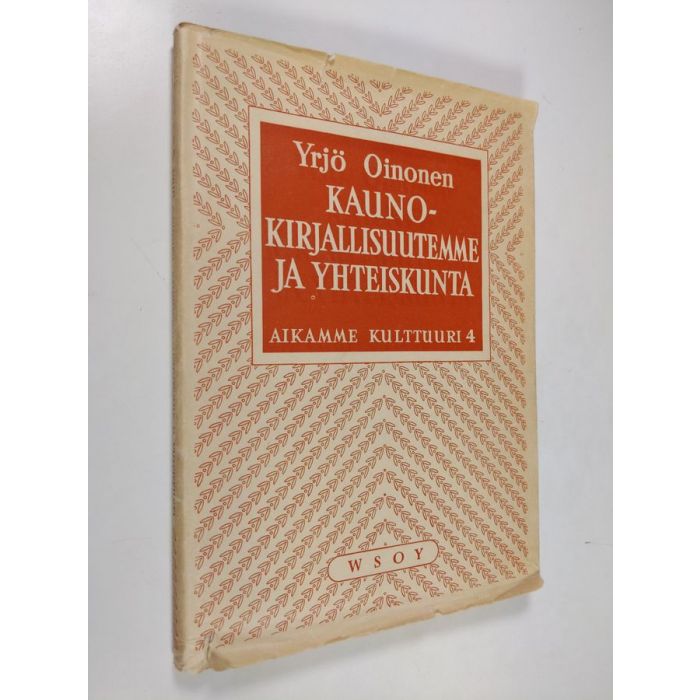 Yrjö Oinonen
KAUNO-
KIRJALLISUUTEMME
JA YHTEISKUNTA
AIKAMME KULTTUURI 4
WSOY